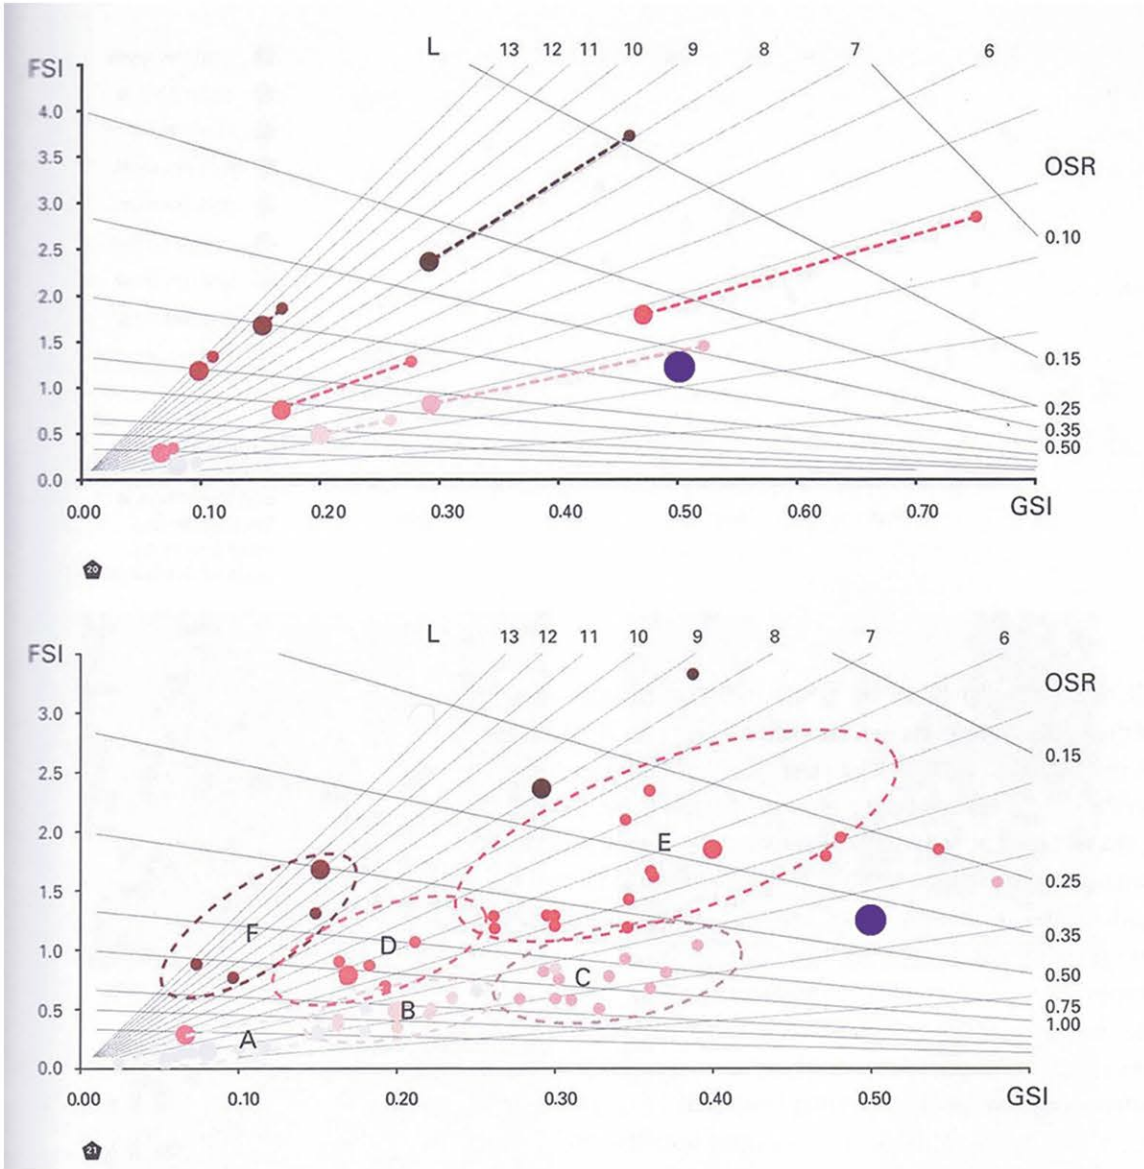 L 13 12 11 10 9 8 7 6
FSI
4.0
3.5
3.0
2.5
2.0
1.5
1.0
0.5
0.0
OSR
0.10
0.15
0.25
0.35
0.50
0.00 0.10 0.20 0.30 0.40 0.50 0.60 0.70 GSI
20
L 13 12 11 10 9 8 7 6
FSI
3.0
2.5
2.0
1.5
1.0
0.5
0.0
OSR
0.15
0.25
0.35
0.50
0.75
1.00
E
F
D
C
B
A
0.00 0.10 0.20 0.30 0.40 0.50 GSI
21